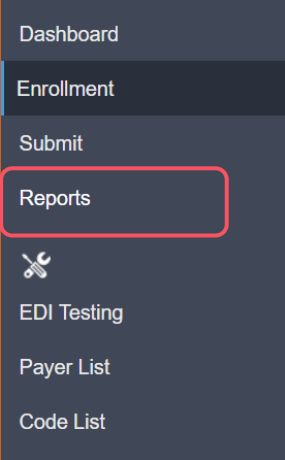 Dashboard
Enrollment
Submit
Reports
EDI Testing
Payer List
Code List